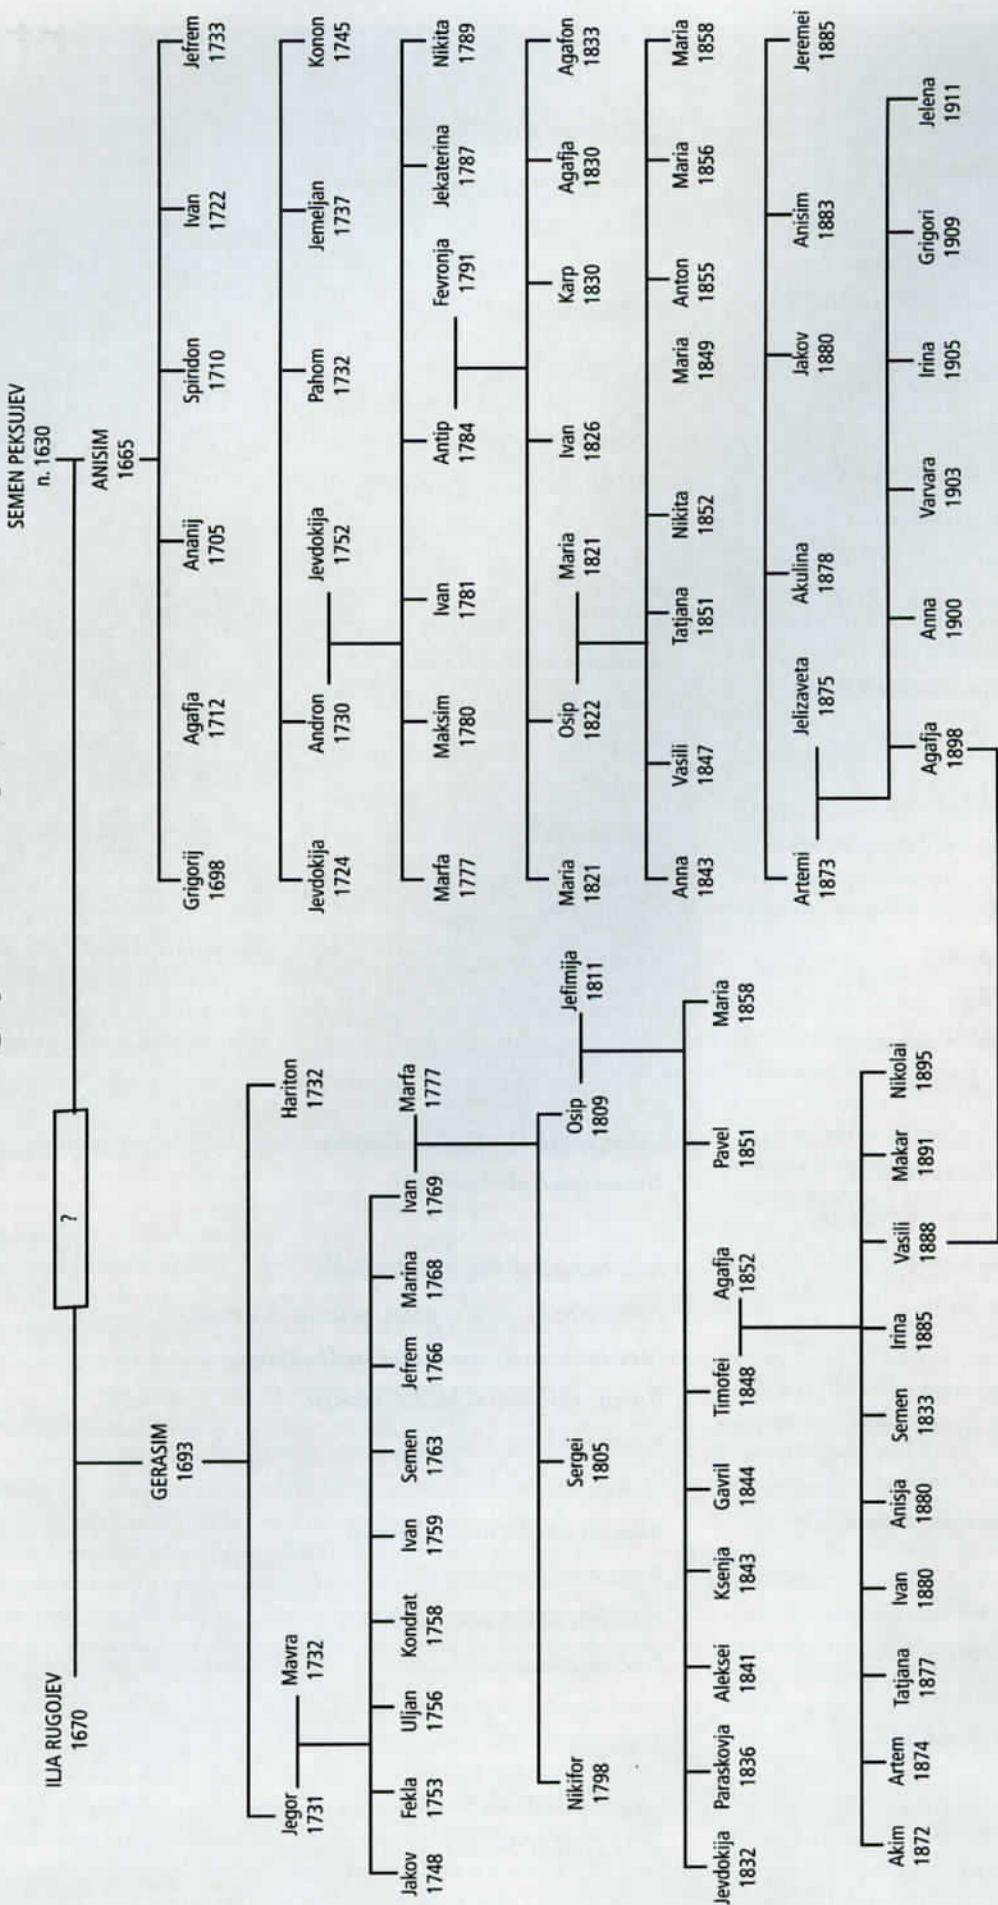 SEMEN PEKSUJEV
n. 1630
ILJA RUGOJEV
1670
?
GERASIM
1693
Jegor Mavra Hariton
1731 1732 1732
Jakov Fekla Uljan Kondrat Ivan Semen Jefrem Marina Ivan Marfa
1748 1753 1756 1758 1759 1763 1766 1768 1769 1777
Nikifor Sergei Osip Jefimija
1798 1805 1809 1811
Jevdokija Paraskovja Aleksei Ksenja Gavril Timofei Agafja Pavel Maria
1832 1836 1841 1843 1844 1848 1852 1851 1858
Akim Artem Tatjana Ivan Anisja Semen Irina Vasili Makar Nikolai
1872 1874 1877 1880 1880 1833 1885 1888 1891 1895
ANISIM
1665
Grigorij Agafja Ananij Spiridon Ivan Jefrem
1698 1712 1705 1710 1722 1733
Jevdokija Andron Jevdokija Pahom Jemeljan Konon
1724 1730 1752 1732 1737 1745
Marfa Maksim Ivan Antip Fevronja Jekaterina Nikita
1777 1780 1781 1784 1791 1787 1789
Maria Osip Maria Ivan Karp Agafja Agafon
1821 1822 1821 1826 1830 1830 1833
Anna Vasili Tatjana Nikita Maria Anton Maria Maria
1843 1847 1851 1852 1849 1855 1856 1858
Artemi Jelizaveta Akulina Jakov Anisim Jeremei
1873 1875 1878 1880 1883 1885
Agafja Anna Varvara Irina Grigori Jelena
1898 1900 1903 1905 1909 1911